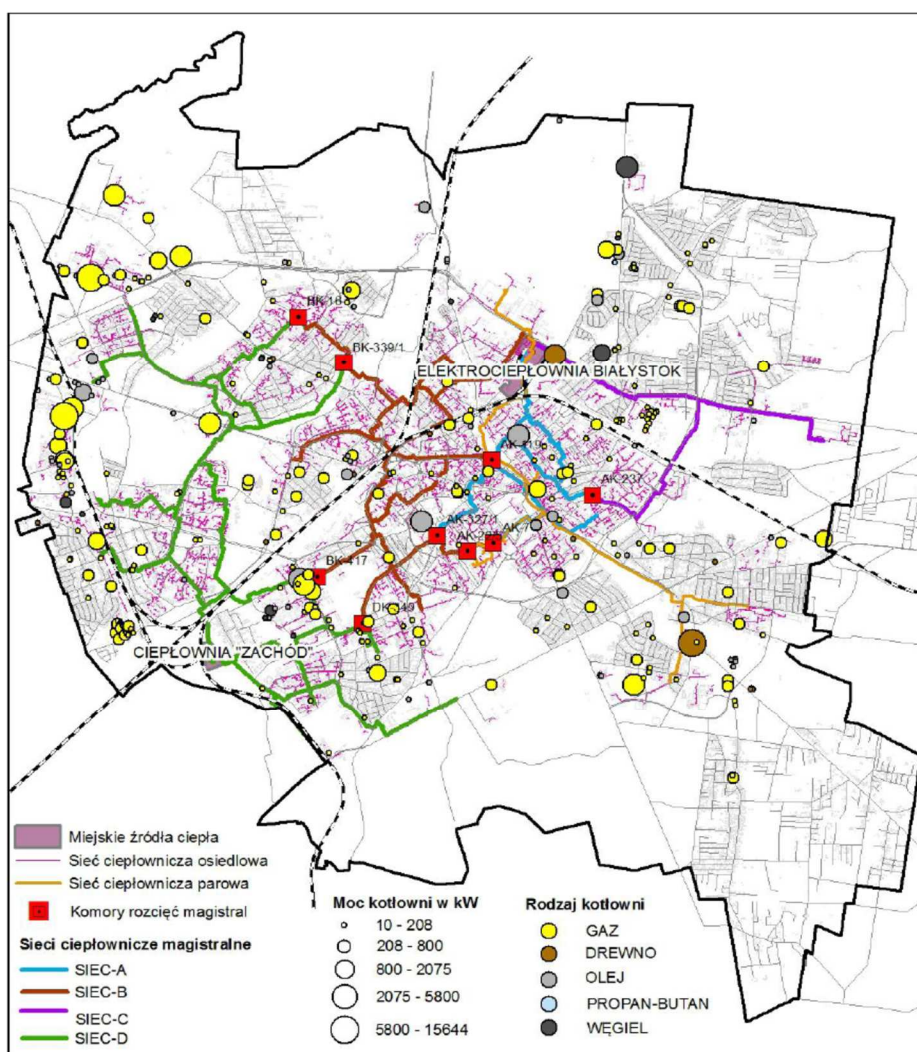 BK-18
BK-339/1
ELEKTROCIEPŁOWNIA BIAŁYSTOK
AK-237
AK-327/1
AK-7
BK-417
CIEPŁOWNIA "ZACHÓD"
Miejskie źródła ciepła
Sieć ciepłownicza osiedlowa
Sieć ciepłownicza parowa
Komory rozcięć magistral
Sieci ciepłownicze magistralne
SIEC-A
SIEC-B
SIEC-C
SIEC-D
Moc kotłowni w kW
10 - 208
208 - 800
800 - 2075
2075 - 5800
5800 - 15644
Rodzaj kotłowni
GAZ
DREWNO
OLEJ
PROPAN-BUTAN
WĘGIEL